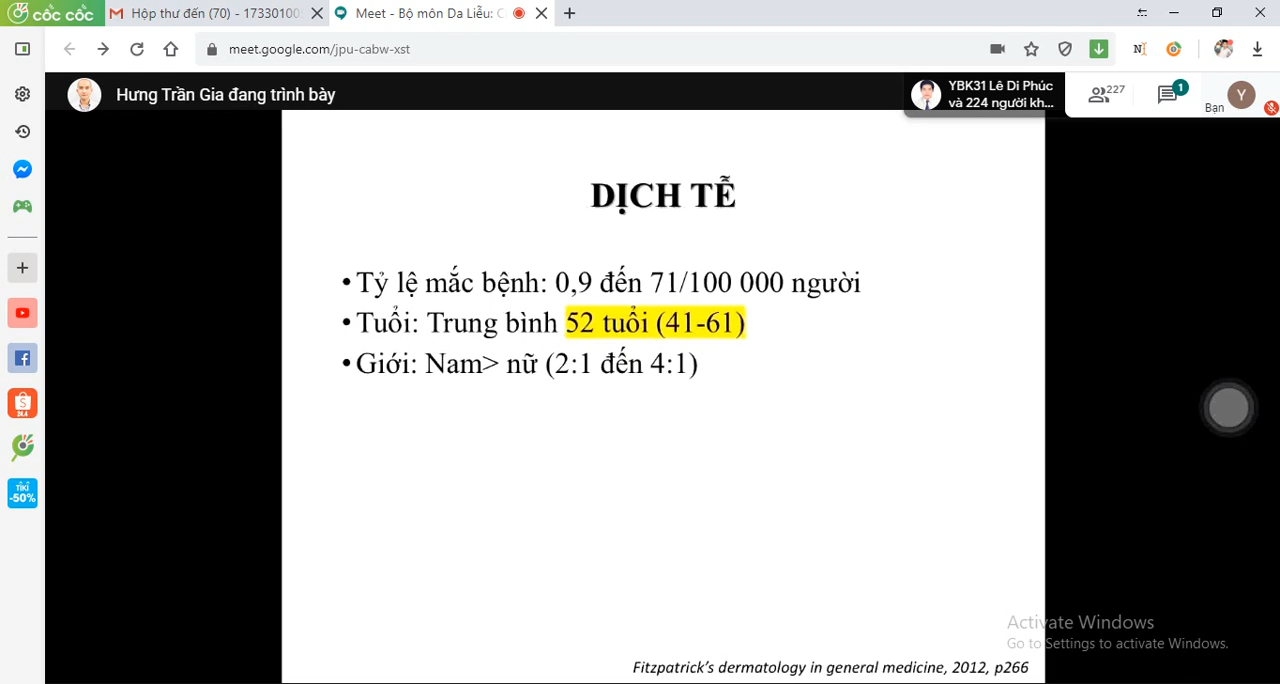 cốc cốc
Hộp thư đến (70) - 17330100
Meet - Bộ môn Da Liễu: C
meet.google.com/jpu-cabw-xst
Hưng Trần Gia đang trình bày
YBK31 Lê Di Phúc
và 224 người kh...
227
1
Bạn
Y
DỊCH TỄ
• Tỷ lệ mắc bệnh: 0,9 đến 71/100 000 người
• Tuổi: Trung bình 52 tuổi (41-61)
• Giới: Nam> nữ (2:1 đến 4:1)
TIKI
-50%
Activate Windows
Go to Settings to activate Windows.
Fitzpatrick's dermatology in general medicine, 2012, p266